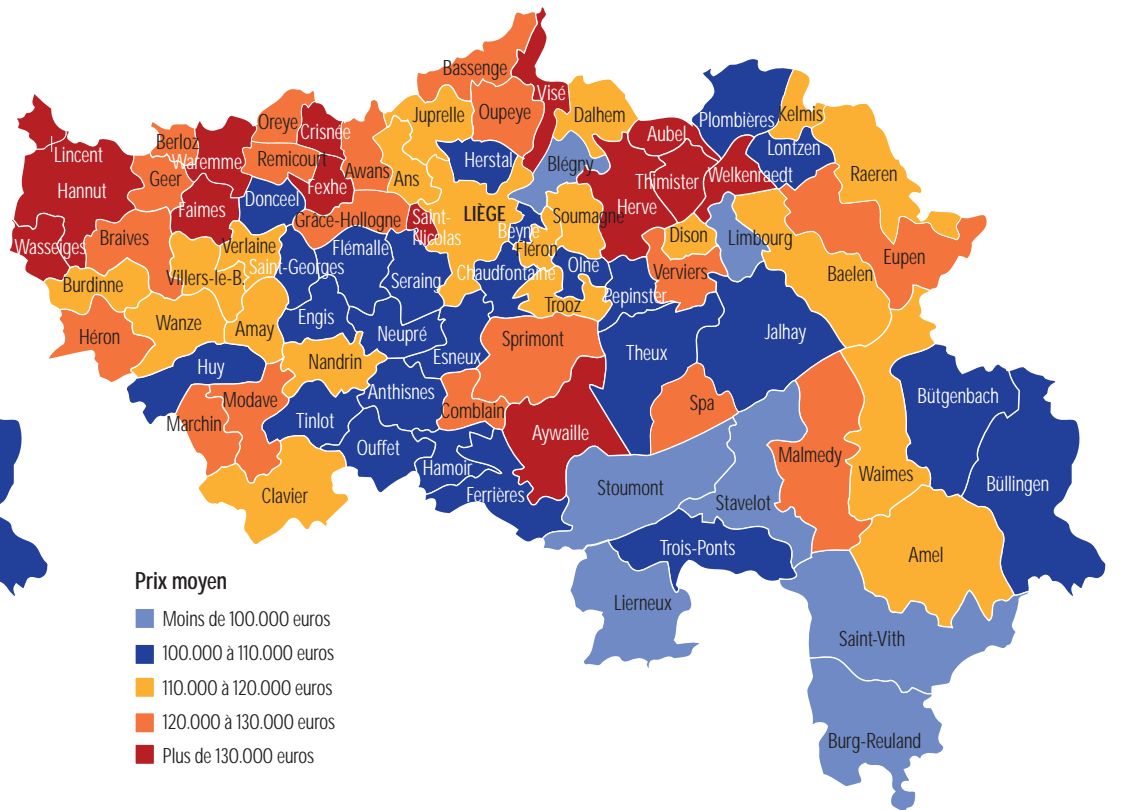 Bassenge
Visé
Juprelle
Oupeye
Dalhem
Plombières
Kelmis
Oreye
Crisnée
Aubel
Berloz
Waremme
Lincent
Remicourt
Herstal
Blégny
Lontzen
Hannut
Geer
Awans
Ans
Thimister
Welkenraedt
Raeren
Fexhe
Donceel
Faimes
Herve
Grâce-Hollogne
Saint-
Nicolas
LIÈGE
Soumagne
Beyne
Wasseiges
Braives
Verlaine
Flémalle
Fléron
Dison
Limbourg
Eupen
Saint-Georges
Villers-le-B.
Seraing
Chaudfontaine
Olne
Verviers
Baelen
Burdinne
Trooz
Pepinster
Héron
Wanze
Amay
Engis
Neupré
Sprimont
Jalhay
Theux
Esneux
Huy
Nandrin
Anthisnes
Bütgenbach
Modave
Marchin
Comblain
Spa
Tinlot
Aywaille
Ouffet
Malmedy
Hamoir
Waimes
Büllingen
Clavier
Ferrières
Stoumont
Stavelot
Trois-Ponts
Amel
Lierneux
Saint-Vith
Burg-Reuland
Prix moyen
Moins de 100.000 euros
100.000 à 110.000 euros
110.000 à 120.000 euros
120.000 à 130.000 euros
Plus de 130.000 euros